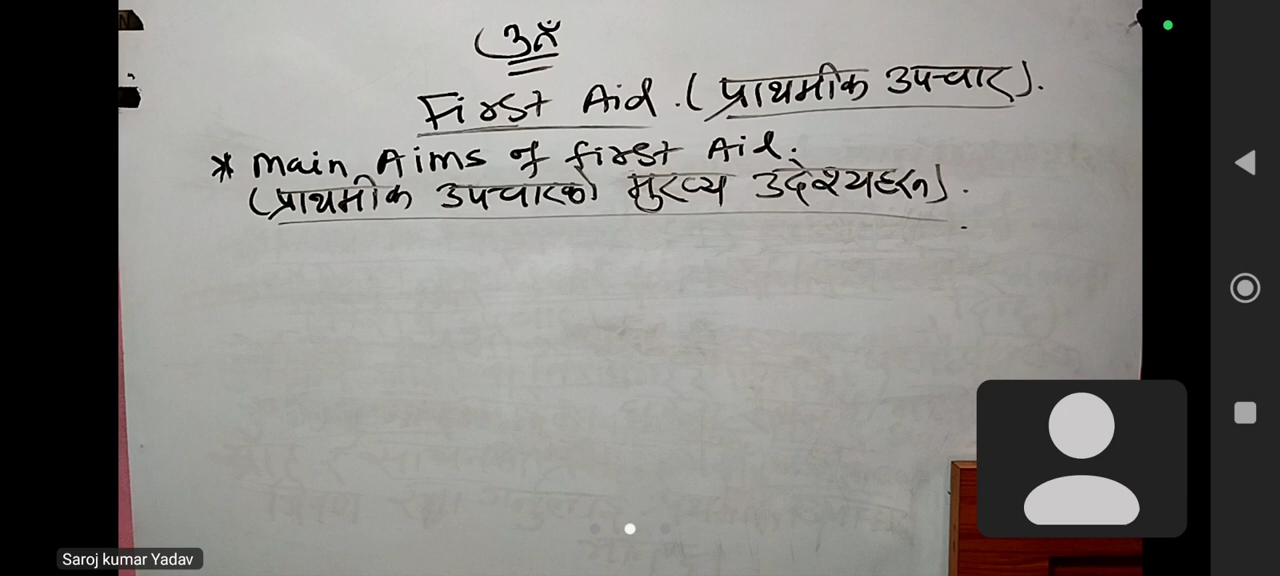 First Aid. (प्राथमीक उपचार).
* Main Aims of first Aid.
(प्राथमीक उपचारको मुख्य उद्देश्यहरु).
Saroj kumar Yadav